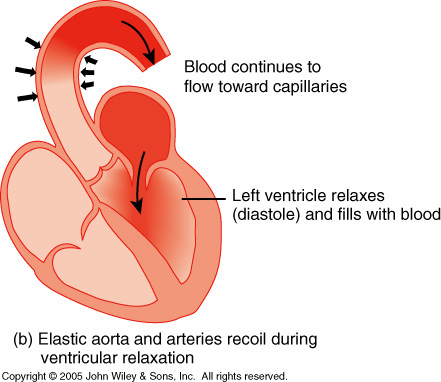 Blood continues to
flow toward capillaries
Left ventricle relaxes
(diastole) and fills with blood
(b) Elastic aorta and arteries recoil during
ventricular relaxation
Copyright © 2005 John Wiley & Sons, Inc. All rights reserved.